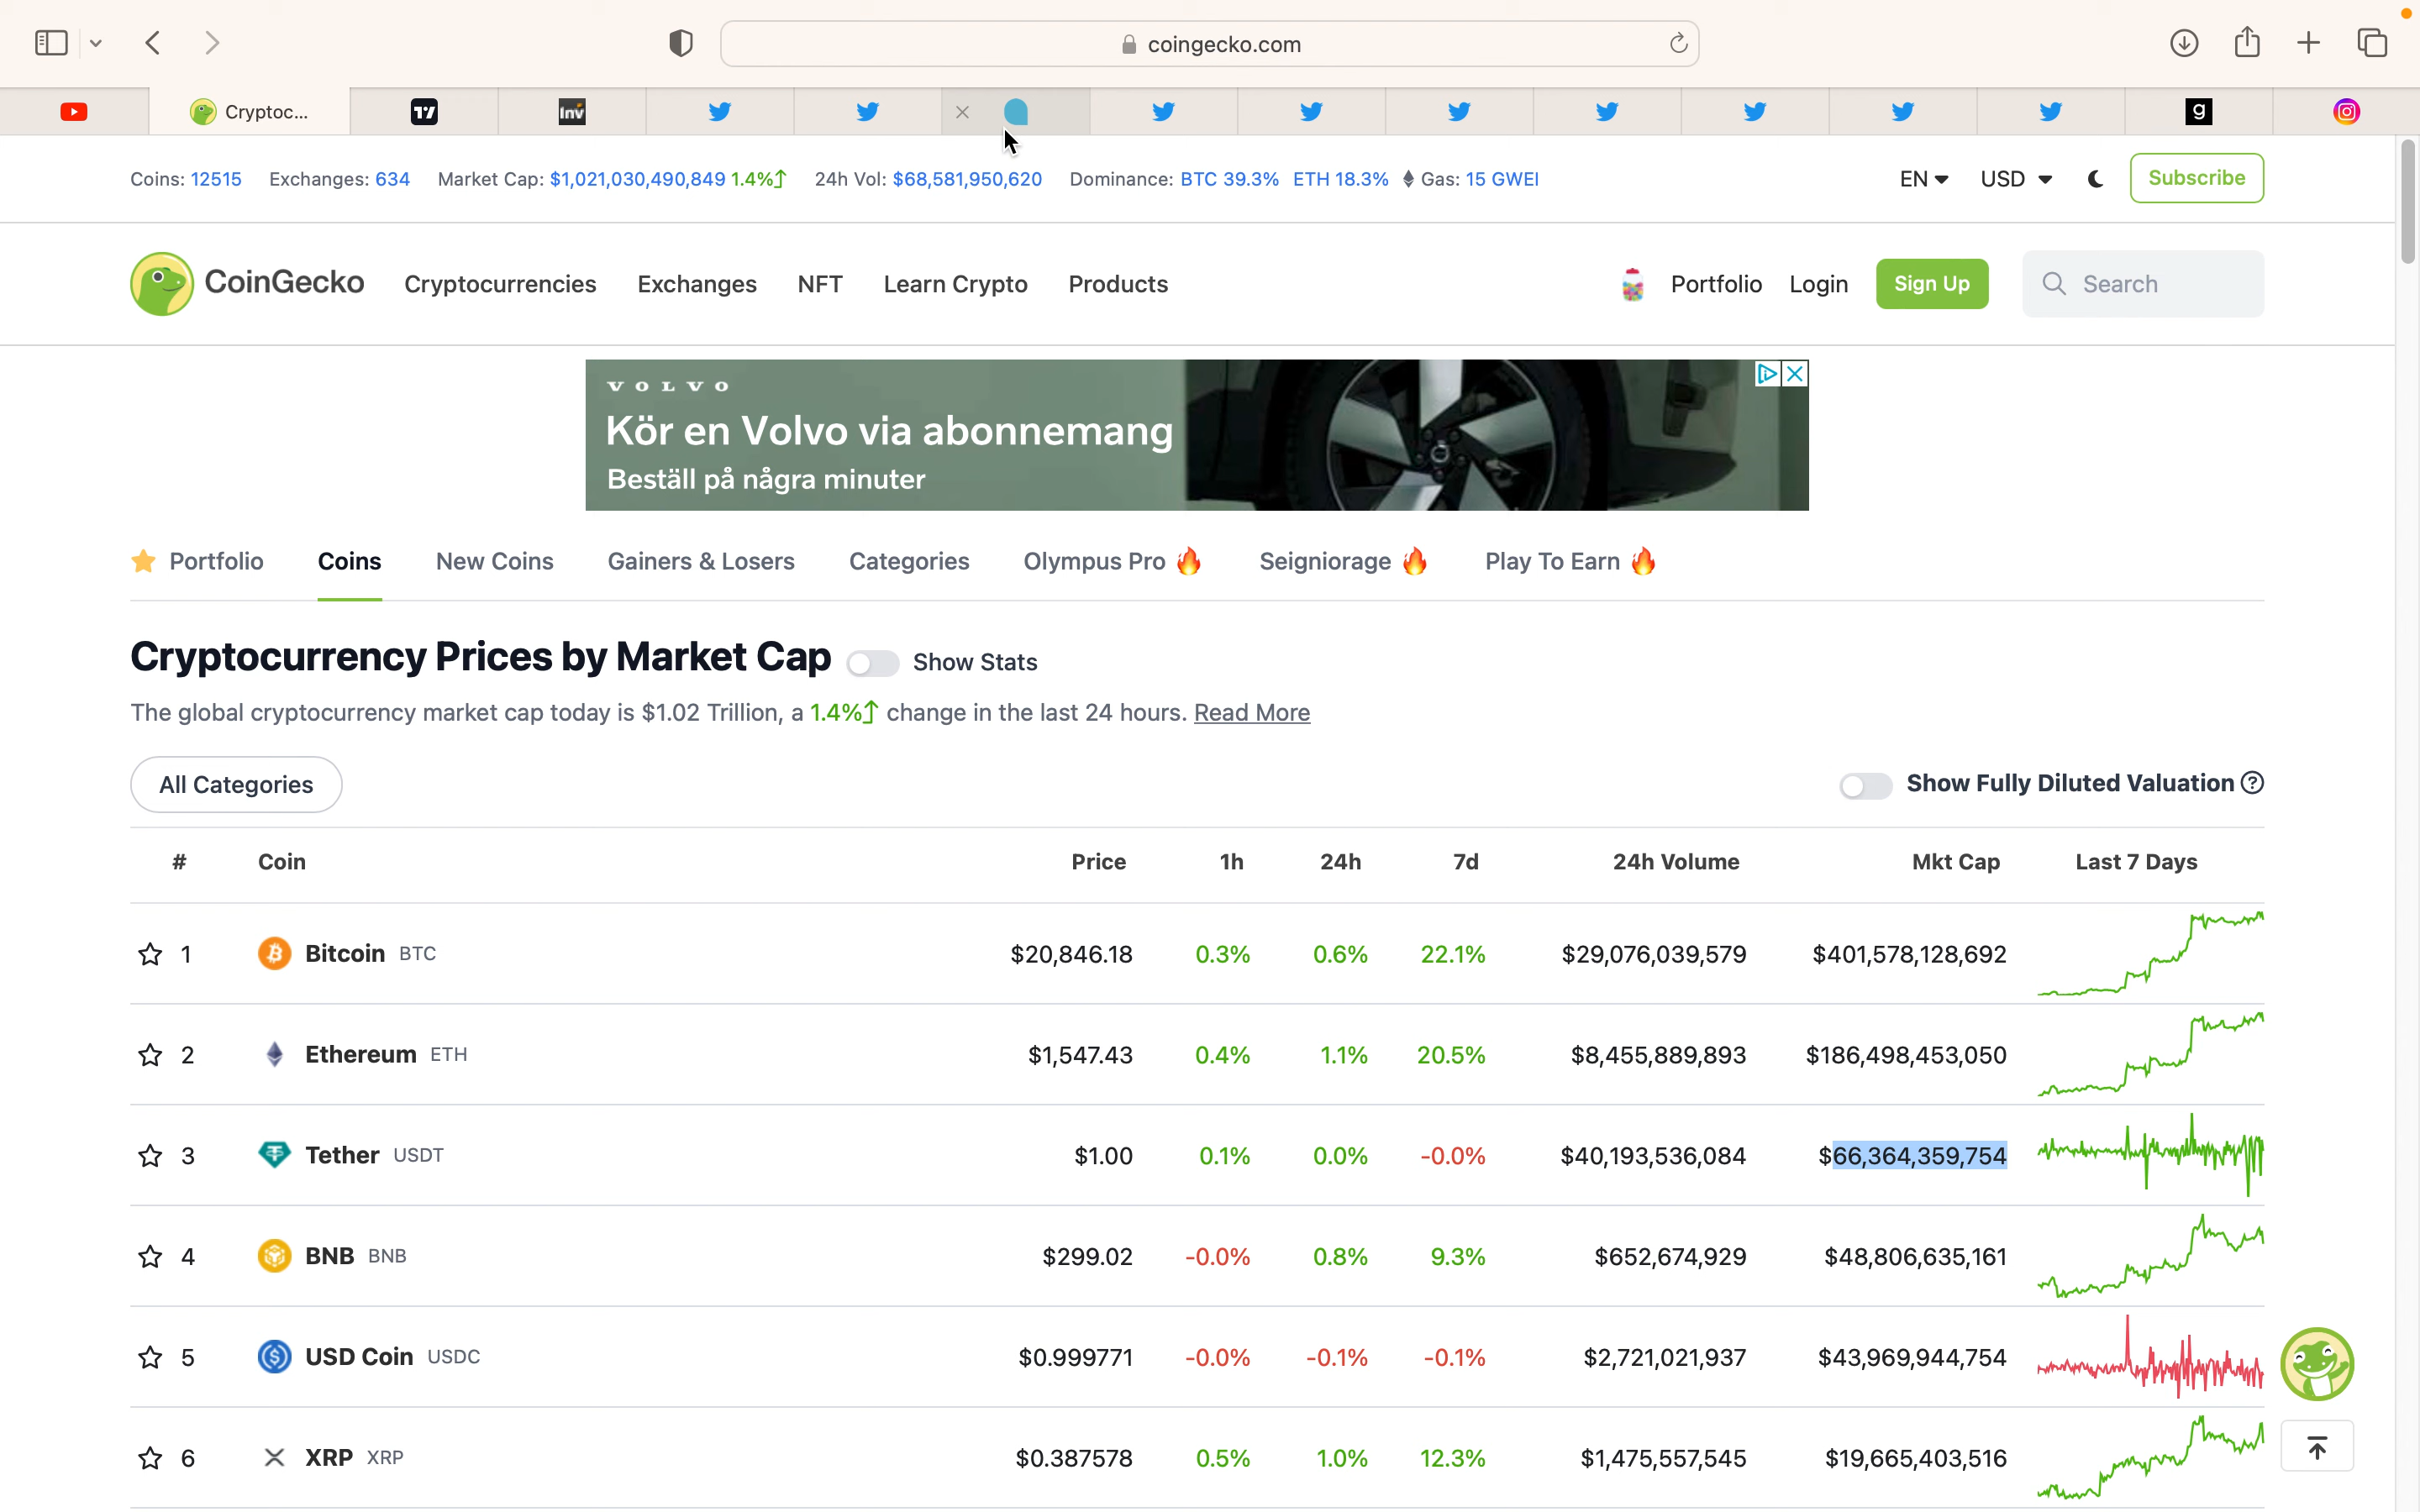 coingecko.com
Cryptoc...
Coins: 12515 Exchanges: 634 Market Cap: $1,021,030,490,849 1.4% 24h Vol: $68,581,950,620 Dominance: BTC 39.3% ETH 18.3% Gas: 15 GWEI EN USD Subscribe
CoinGecko Cryptocurrencies Exchanges NFT Learn Crypto Products Portfolio Login Sign Up Search
VOLVO
Kör en Volvo via abonnemang
Beställ på några minuter
Portfolio Coins New Coins Gainers & Losers Categories Olympus Pro Seigniorage Play To Earn
Cryptocurrency Prices by Market Cap Show Stats
The global cryptocurrency market cap today is $1.02 Trillion, a 1.4% change in the last 24 hours. Read More
All Categories Show Fully Diluted Valuation ?
# Coin Price 1h 24h 7d 24h Volume Mkt Cap Last 7 Days
1 Bitcoin BTC $20,846.18 0.3% 0.6% 22.1% $29,076,039,579 $401,578,128,692
2 Ethereum ETH $1,547.43 0.4% 1.1% 20.5% $8,455,889,893 $186,498,453,050
3 Tether USDT $1.00 0.1% 0.0% -0.0% $40,193,536,084 $66,364,359,754
4 BNB BNB $299.02 -0.0% 0.8% 9.3% $652,674,929 $48,806,635,161
5 USD Coin USDC $0.999771 -0.0% -0.1% -0.1% $2,721,021,937 $43,969,944,754
6 XRP XRP $0.387578 0.5% 1.0% 12.3% $1,475,557,545 $19,665,403,516